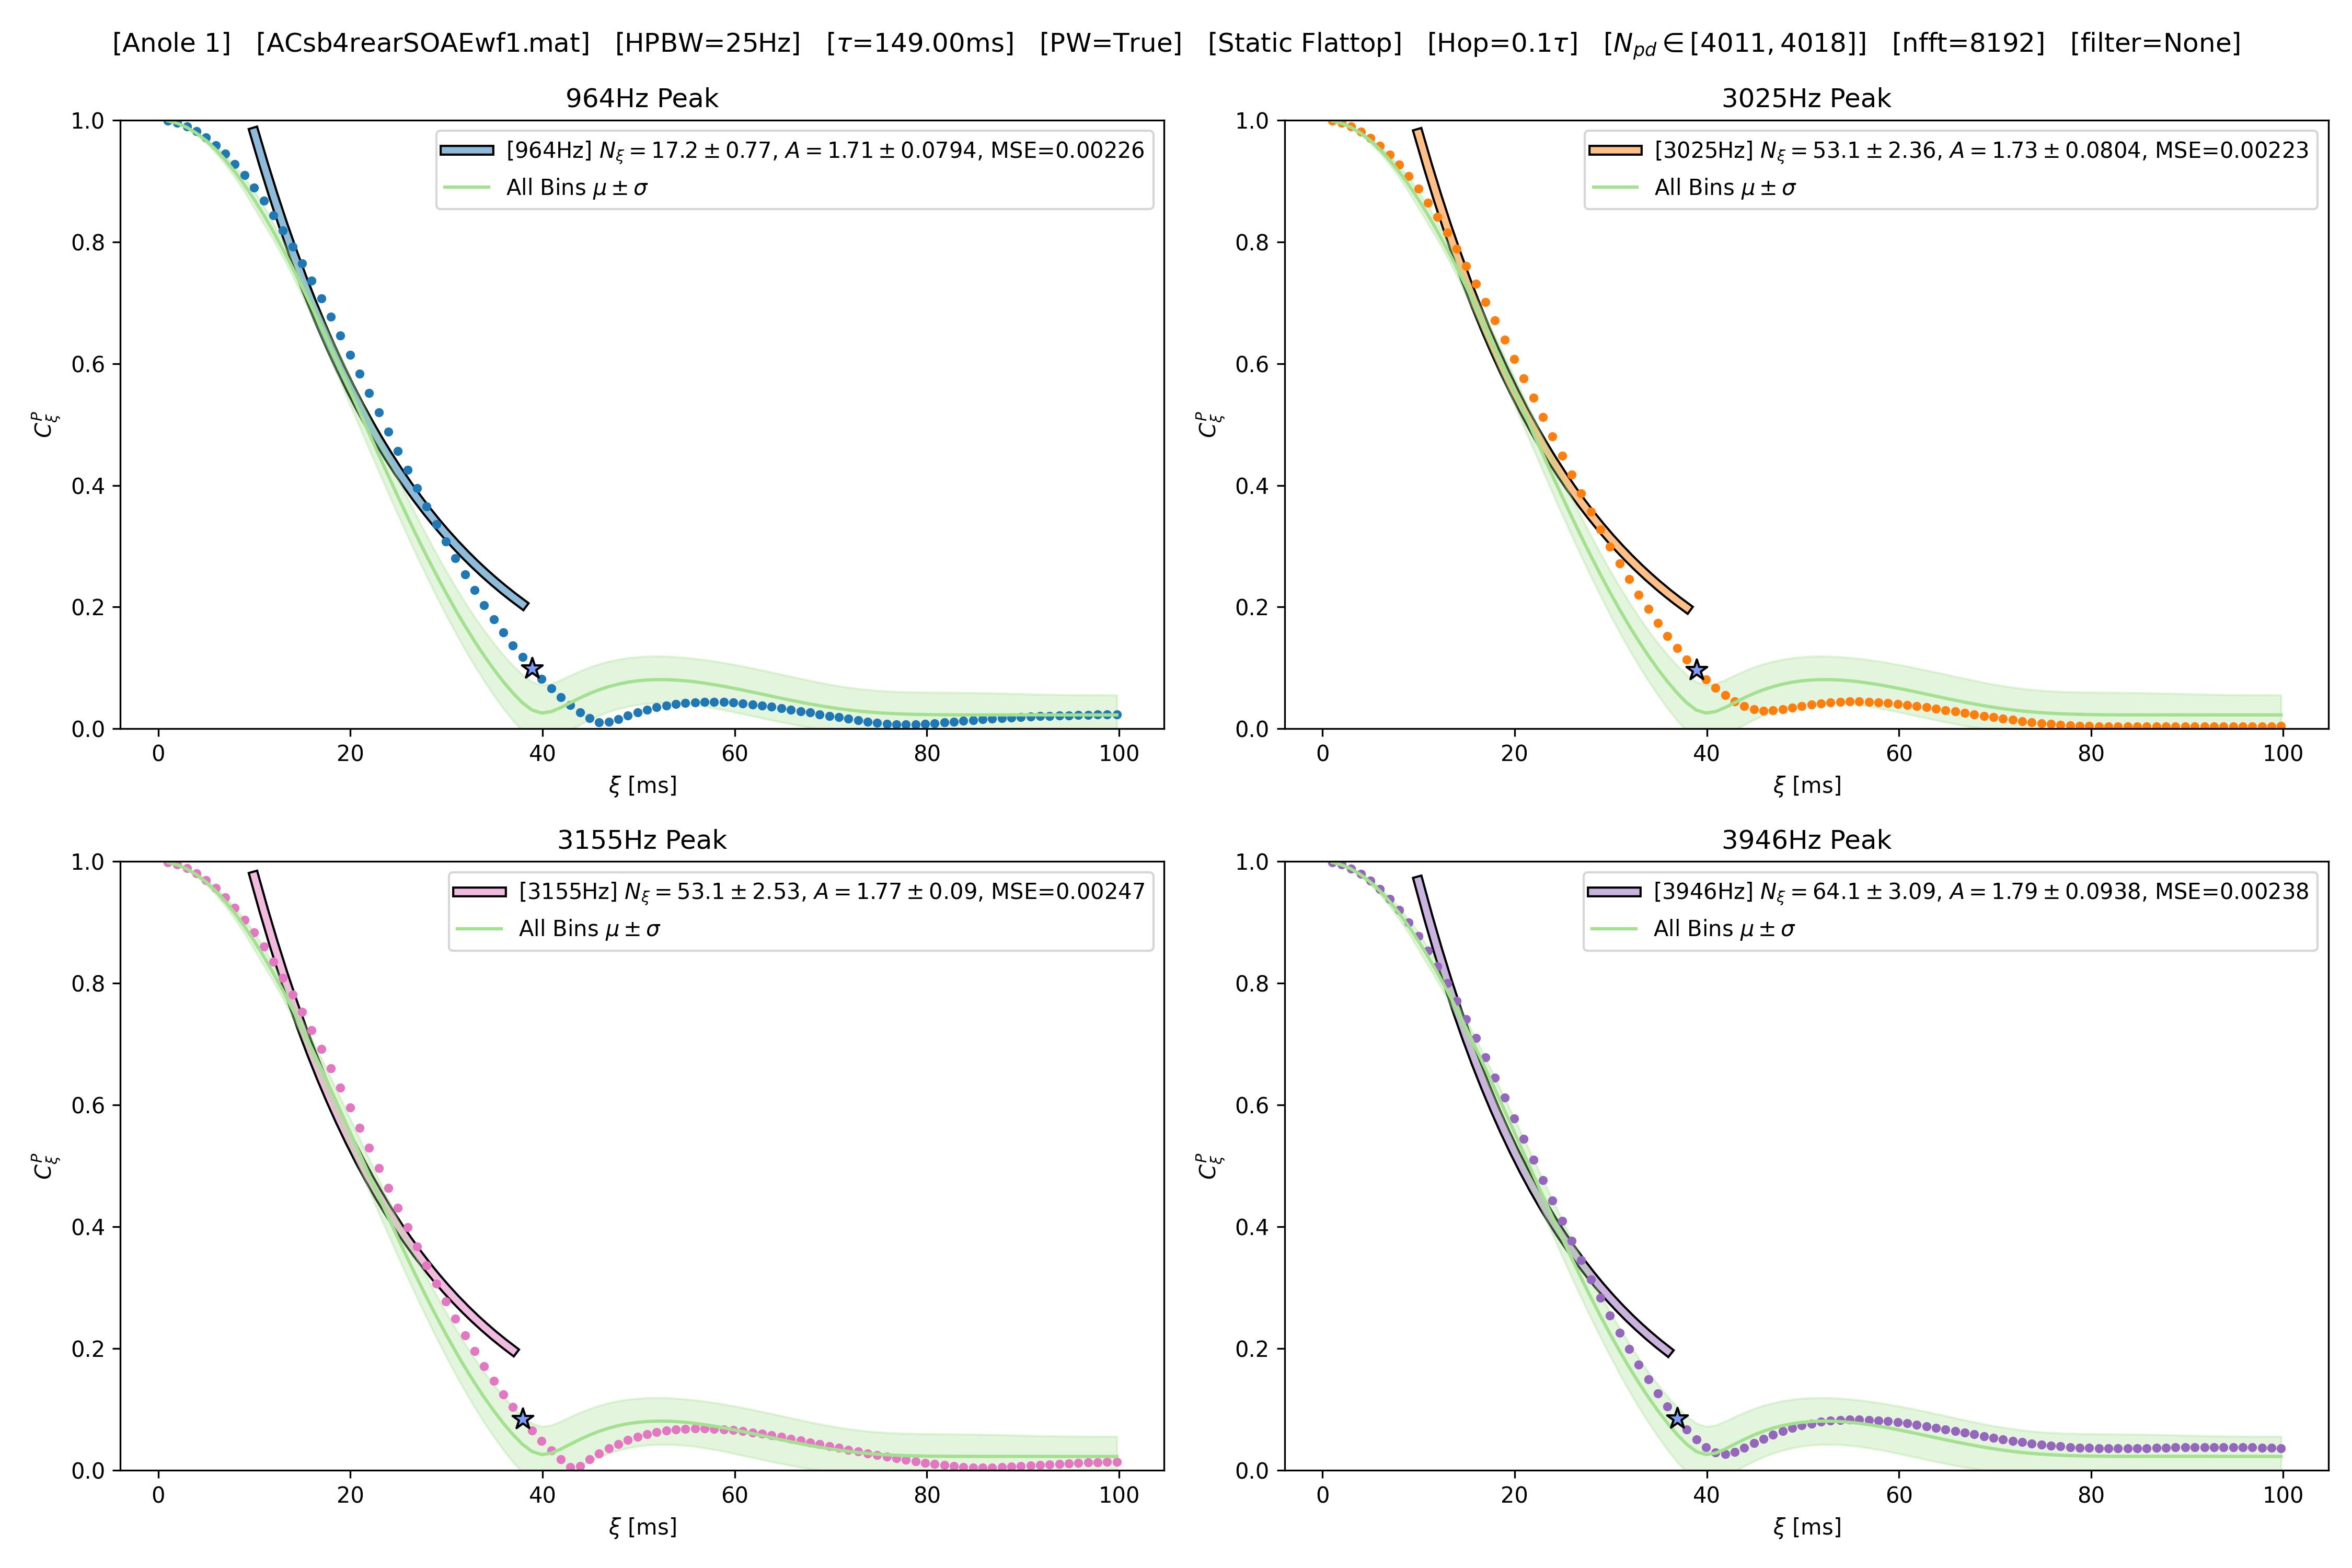 [Anole 1] [ACsb4rearSOAEwf1.mat] [HPBW=25Hz] [τ=149.00ms] [PW=True] [Static Flattop] [Hop=0.1τ] [N_pd ∈ [4011, 4018]] [nfft=8192] [filter=None]
964Hz Peak
[964Hz] N_ξ = 17.2 ± 0.77, A = 1.71 ± 0.0794, MSE=0.00226
All Bins μ ± σ
1.0
0.8
0.6
0.4
0.2
0.0
C_ξ^P
0 20 40 60 80 100
ξ [ms]
3025Hz Peak
[3025Hz] N_ξ = 53.1 ± 2.36, A = 1.73 ± 0.0804, MSE=0.00223
All Bins μ ± σ
1.0
0.8
0.6
0.4
0.2
0.0
C_ξ^P
0 20 40 60 80 100
ξ [ms]
3155Hz Peak
[3155Hz] N_ξ = 53.1 ± 2.53, A = 1.77 ± 0.09, MSE=0.00247
All Bins μ ± σ
1.0
0.8
0.6
0.4
0.2
0.0
C_ξ^P
0 20 40 60 80 100
ξ [ms]
3946Hz Peak
[3946Hz] N_ξ = 64.1 ± 3.09, A = 1.79 ± 0.0938, MSE=0.00238
All Bins μ ± σ
1.0
0.8
0.6
0.4
0.2
0.0
C_ξ^P
0 20 40 60 80 100
ξ [ms]